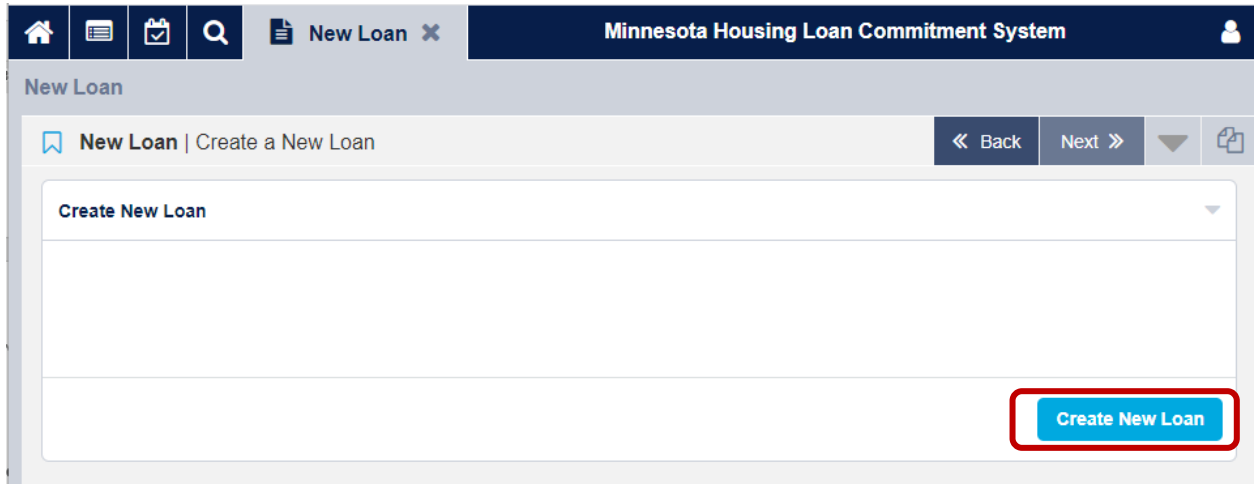 New Loan
Minnesota Housing Loan Commitment System
New Loan
New Loan | Create a New Loan
Back
Next
Create New Loan
Create New Loan